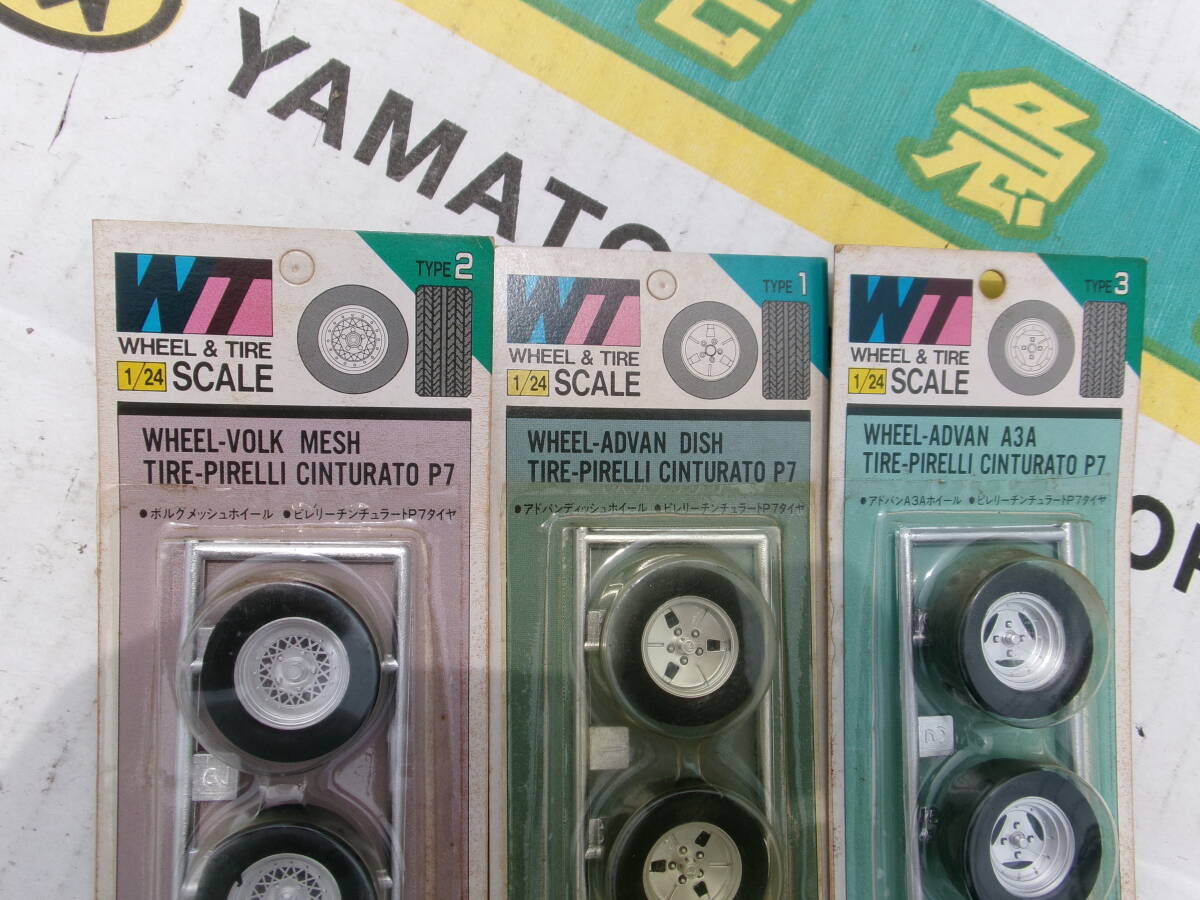 YAMATO
急
WT
TYPE 2
WHEEL & TIRE
1/24 SCALE
WHEEL-VOLK MESH
TIRE-PIRELLI CINTURATO P7
●ボルグメッシュホイール ●ピレリーチンチュラートP7タイヤ
WT
TYPE 1
WHEEL & TIRE
1/24 SCALE
WHEEL-ADVAN DISH
TIRE-PIRELLI CINTURATO P7
●アドバンディッシュホイール ●ピレリーチンチュラートP7タイヤ
WT
TYPE 3
WHEEL & TIRE
1/24 SCALE
WHEEL-ADVAN A3A
TIRE-PIRELLI CINTURATO P7
●アドバンA3Aホイール ●ピレリーチンチュラートP7タイヤ